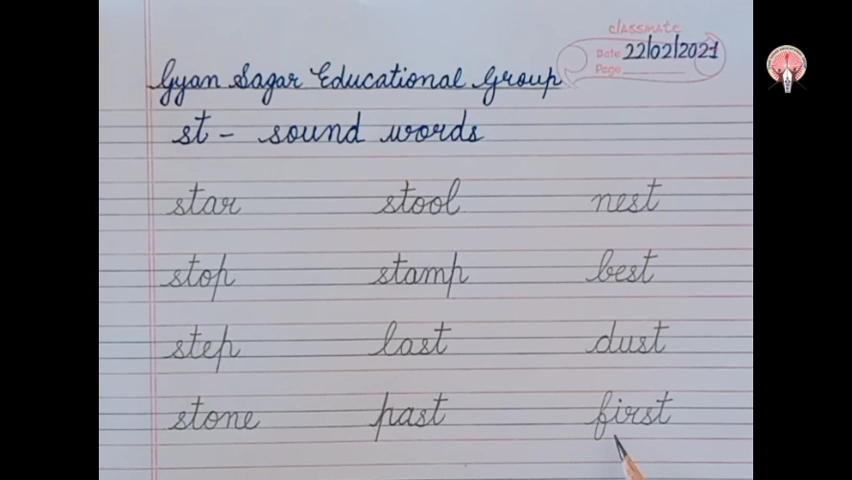 classmate
Date 22/02/2021
Page
Gyan Sagar Educational Group
st - sound words
star stool nest
stop stamp best
step last dust
stone past first